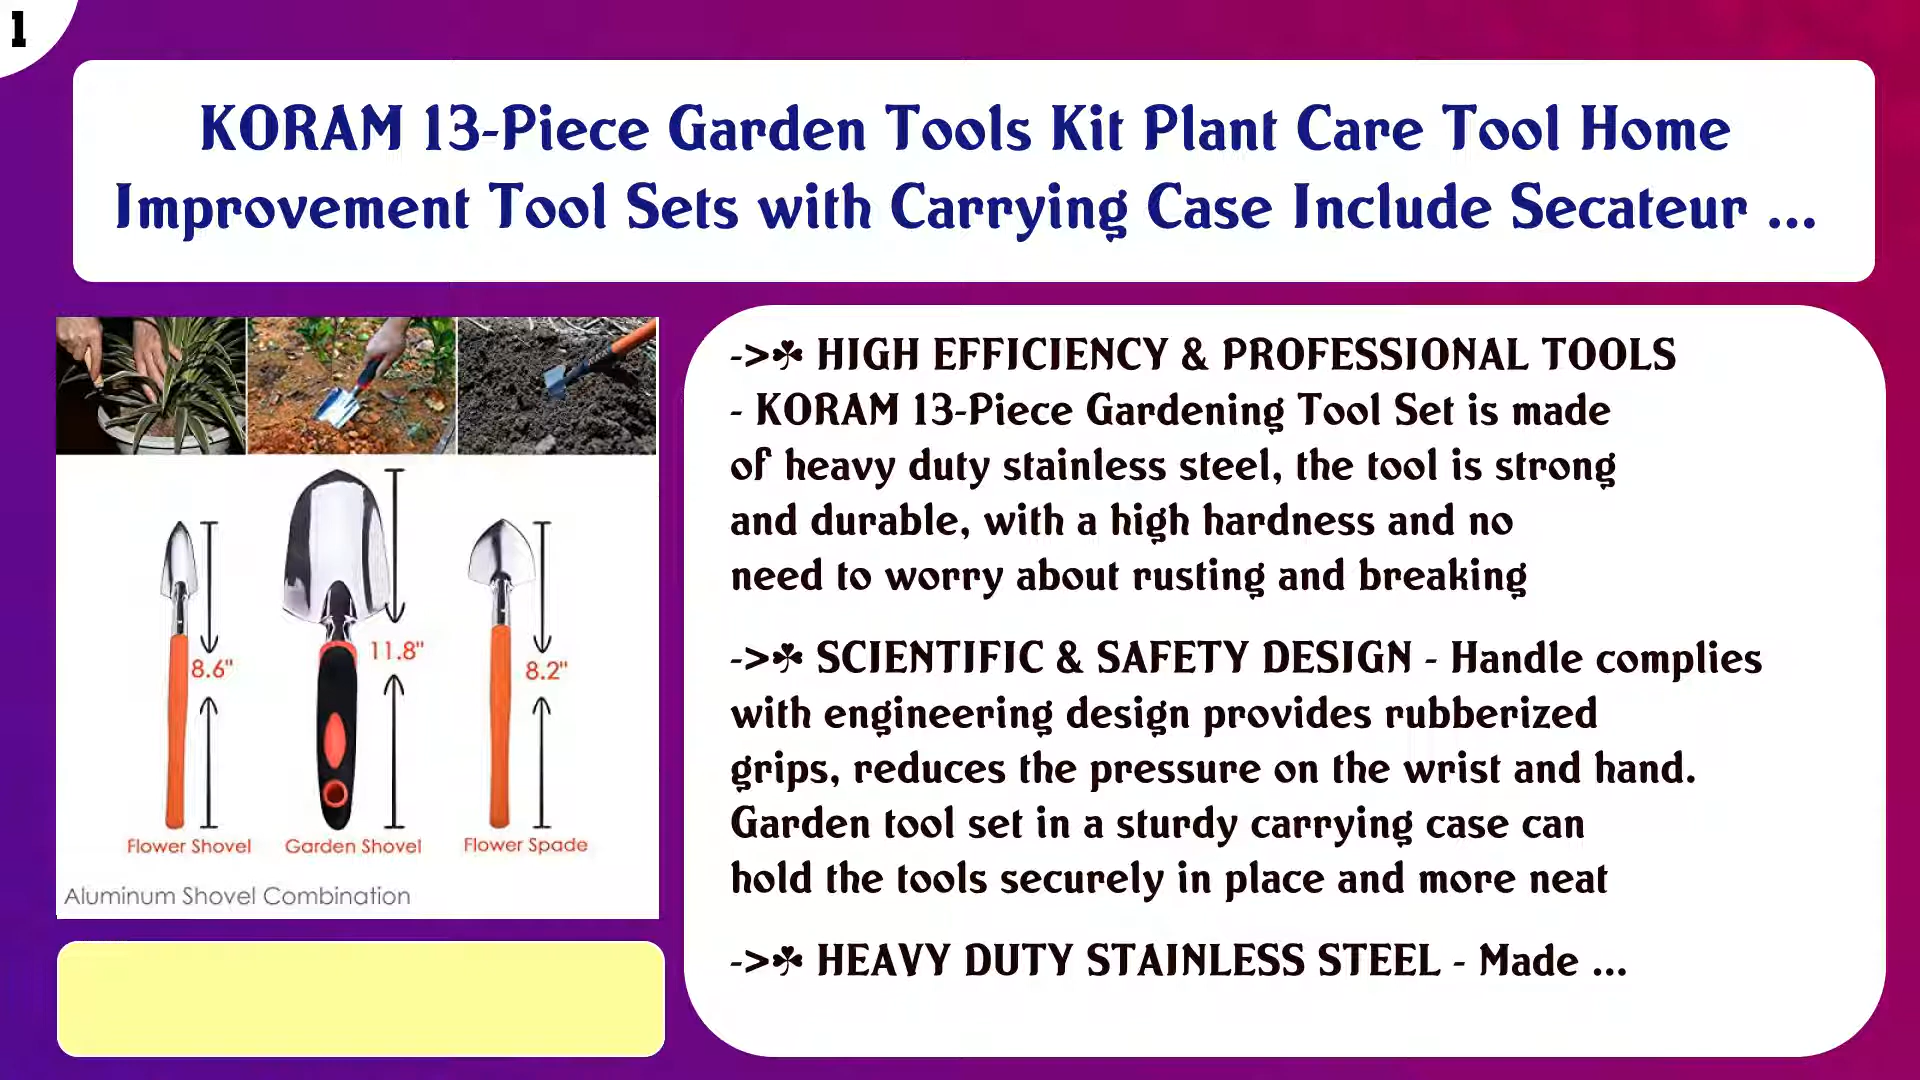 1
KORAM 13-Piece Garden Tools Kit Plant Care Tool Home
Improvement Tool Sets with Carrying Case Include Secateur ...
8.6"
11.8"
8.2"
Flower Shovel
Garden Shovel
Flower Spade
Aluminum Shovel Combination
->☘ HIGH EFFICIENCY & PROFESSIONAL TOOLS
- KORAM 13-Piece Gardening Tool Set is made
of heavy duty stainless steel, the tool is strong
and durable, with a high hardness and no
need to worry about rusting and breaking
->☘ SCIENTIFIC & SAFETY DESIGN - Handle complies
with engineering design provides rubberized
grips, reduces the pressure on the wrist and hand.
Garden tool set in a sturdy carrying case can
hold the tools securely in place and more neat
->☘ HEAVY DUTY STAINLESS STEEL - Made ...